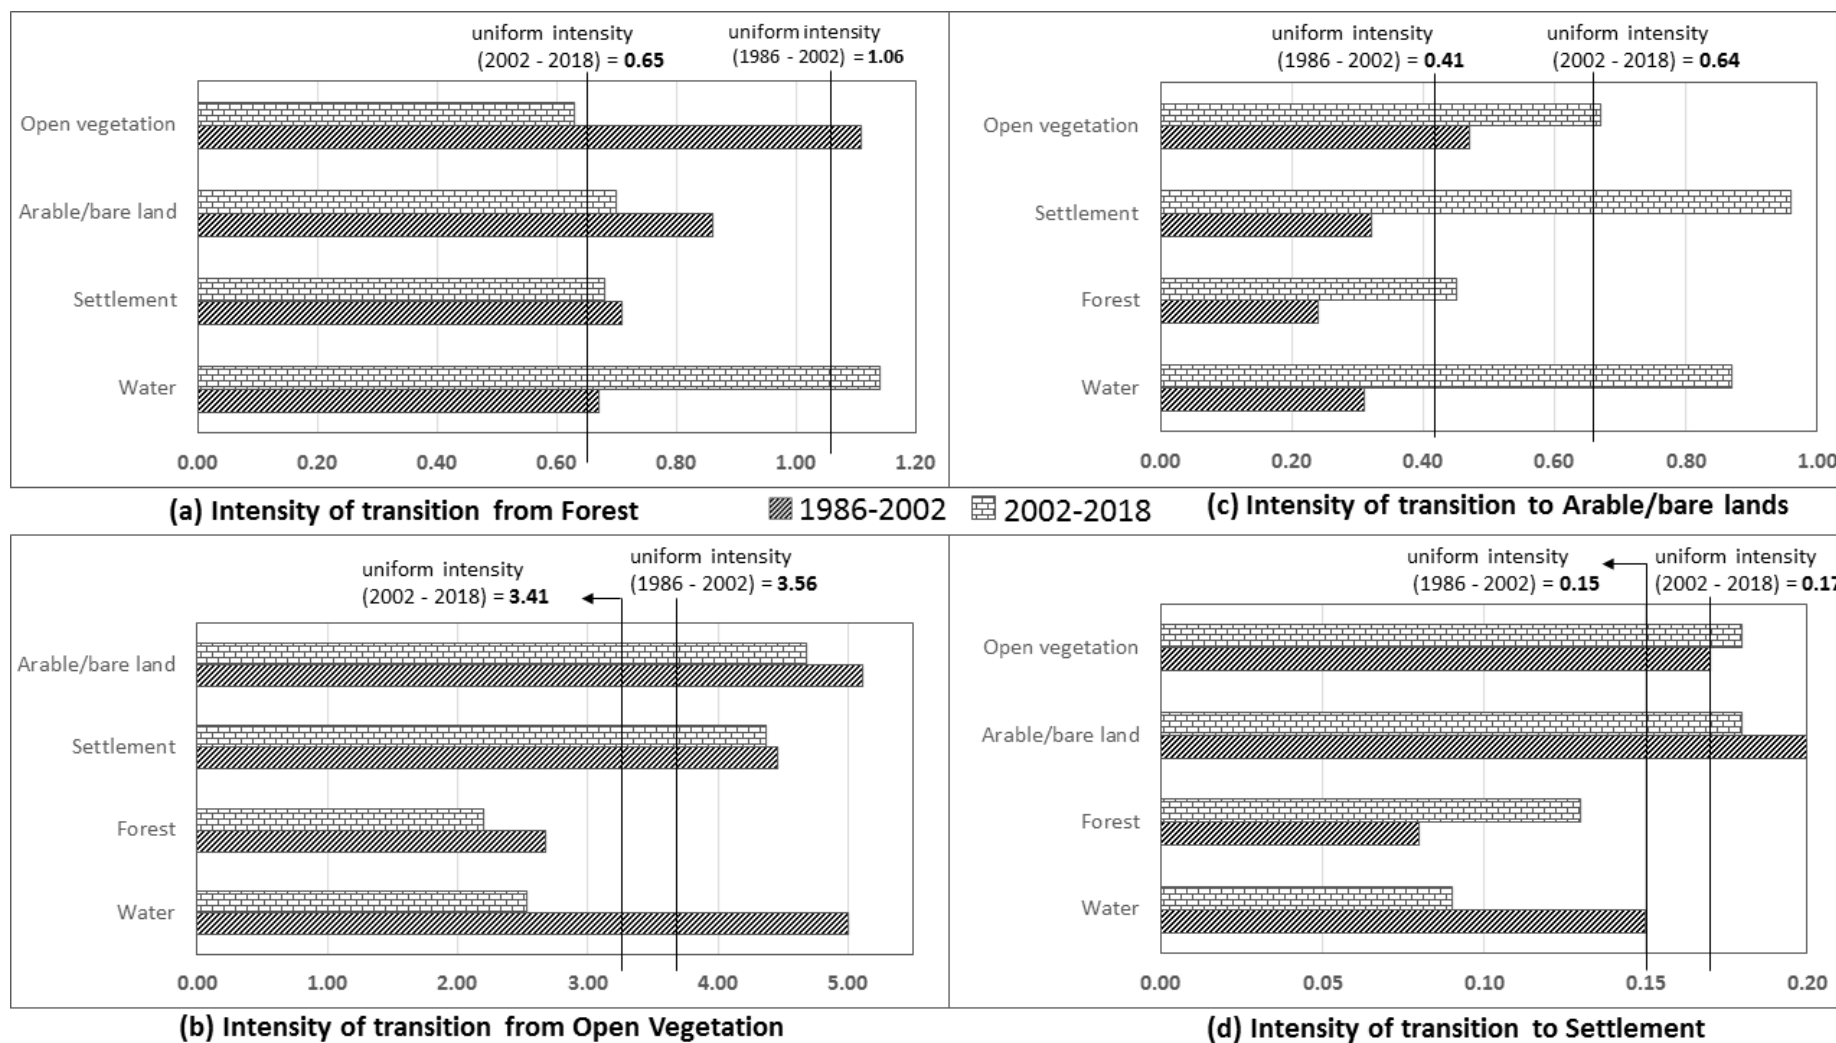 uniform intensity
(2002 - 2018) = 0.65
uniform intensity
(1986 - 2002) = 1.06
Open vegetation
Arable/bare land
Settlement
Water
0.00 0.20 0.40 0.60 0.80 1.00 1.20
(a) Intensity of transition from Forest
uniform intensity
(1986 - 2002) = 0.41
uniform intensity
(2002 - 2018) = 0.64
Open vegetation
Settlement
Forest
Water
0.00 0.20 0.40 0.60 0.80 1.00
(c) Intensity of transition to Arable/bare lands
1986-2002 2002-2018
uniform intensity
(2002 - 2018) = 3.41
uniform intensity
(1986 - 2002) = 3.56
Arable/bare land
Settlement
Forest
Water
0.00 1.00 2.00 3.00 4.00 5.00
(b) Intensity of transition from Open Vegetation
uniform intensity
(1986 - 2002) = 0.15
uniform intensity
(2002 - 2018) = 0.17
Open vegetation
Arable/bare land
Forest
Water
0.00 0.05 0.10 0.15 0.20
(d) Intensity of transition to Settlement